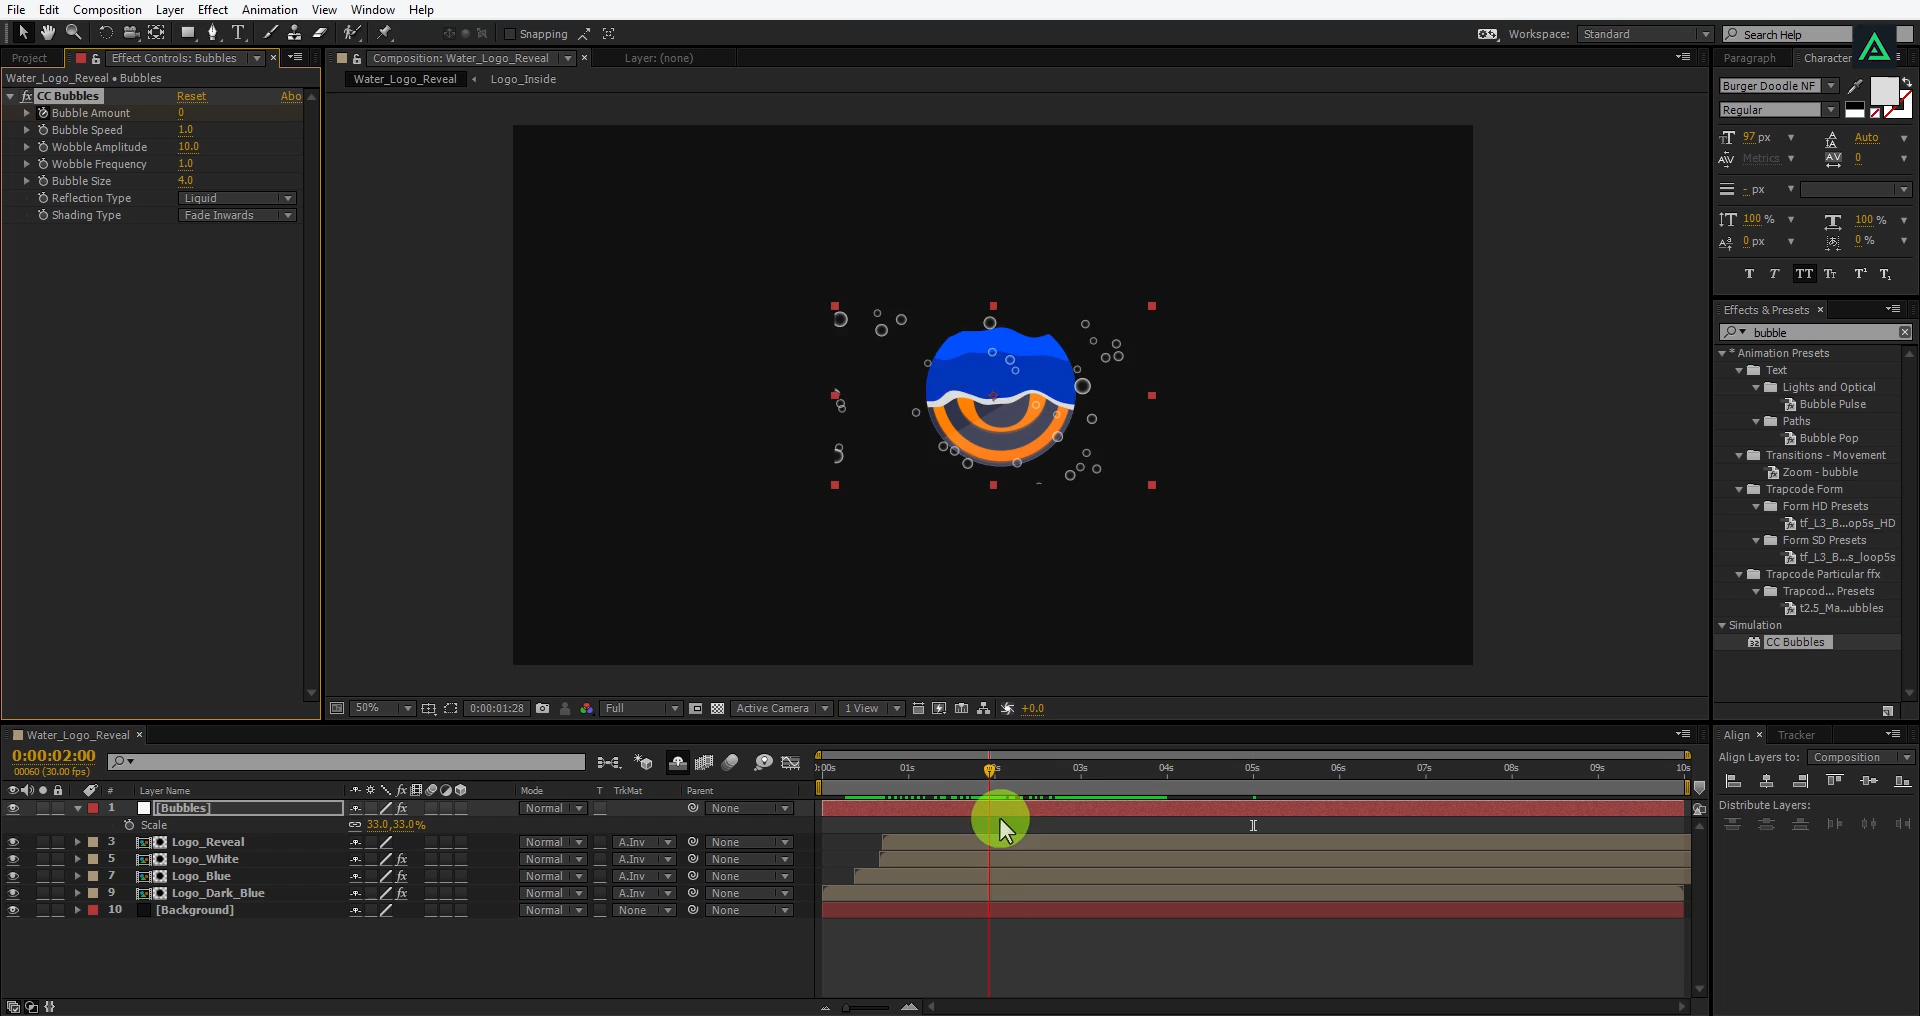 File Edit Composition Layer Effect Animation View Window Help
Snapping Workspace: Standard Search Help
Project Effect Controls: Bubbles Composition: Water_Logo_Reveal Layer: (none) Paragraph Character
Water_Logo_Reveal • Bubbles Water_Logo_Reveal Logo_Inside
fx CC Bubbles Reset Abo
Bubble Amount 0
Bubble Speed 1.0
Wobble Amplitude 10.0
Wobble Frequency 1.0
Bubble Size 4.0
Reflection Type Liquid
Shading Type Fade Inwards
Burger Doodle NF
Regular
97 px Auto
Metrics 0
- px
100 % 100 %
0 px 0 %
T T TT Tt T¹ T₁
Effects & Presets
bubble
* Animation Presets
Text
Lights and Optical
Bubble Pulse
Paths
Bubble Pop
Transitions - Movement
Zoom - bubble
Trapcode Form
Form HD Presets
tf_L3_B...op5s_HD
Form SD Presets
tf_L3_B...s_loop5s
Trapcode Particular ffx
Trapcod... Presets
t2.5_Ma...ubbles
Simulation
CC Bubbles
50% 0:00:01:28 Full Active Camera 1 View +0.0
Water_Logo_Reveal
0:00:02:00
00060 (30.00 fps)
# Layer Name fx Mode T TrkMat Parent
1 [Bubbles] fx Normal None
Scale 33.0,33.0%
3 Logo_Reveal Normal A.Inv None
5 Logo_White fx Normal A.Inv None
7 Logo_Blue fx Normal A.Inv None
9 Logo_Dark_Blue fx Normal A.Inv None
10 [Background] Normal None None
:00s 01s 03s 04s 05s 06s 07s 08s 09s 10s
Align Tracker
Align Layers to: Composition
Distribute Layers: